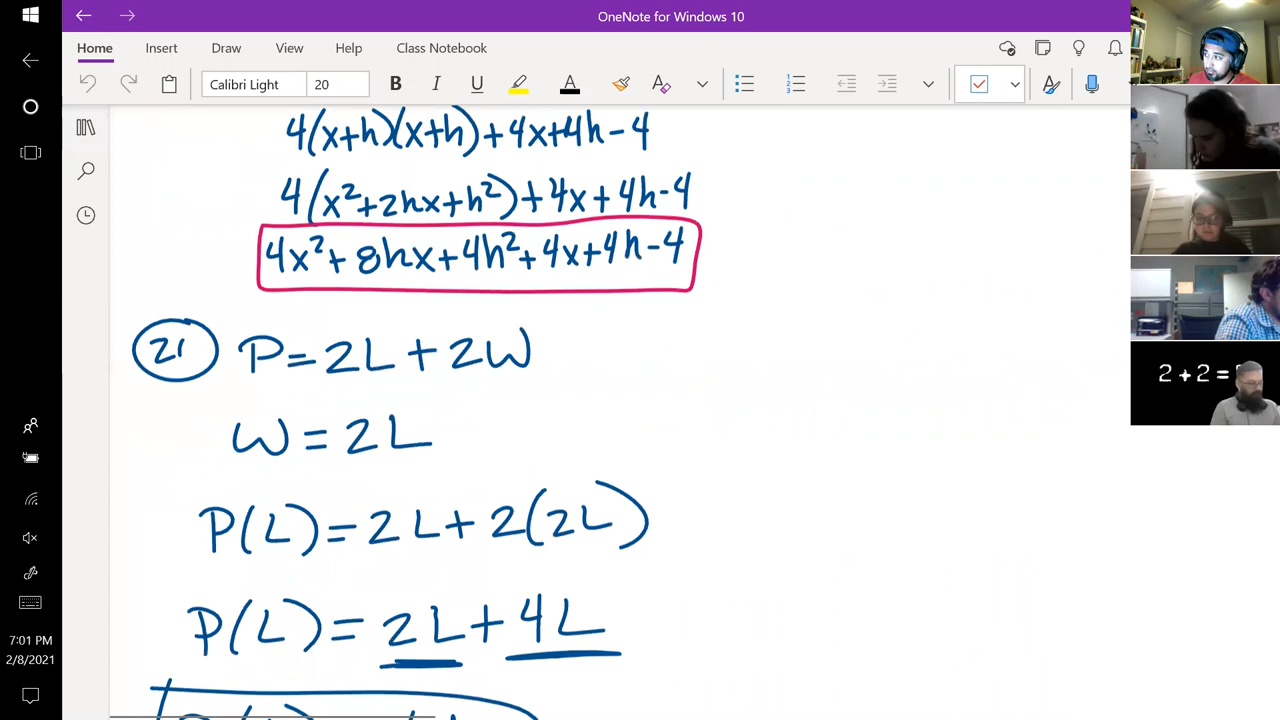 OneNote for Windows 10
Home Insert Draw View Help Class Notebook
Calibri Light 20 B I U A
4(x+h)(x+h)+4x+4h-4
4(x²+2hx+h²)+4x+4h-4
4x²+8hx+4h²+4x+4h-4
21 P=2L+2W
W=2L
P(L)=2L+2(2L)
P(L)=2L+4L
2+2=
7:01 PM
2/8/2021